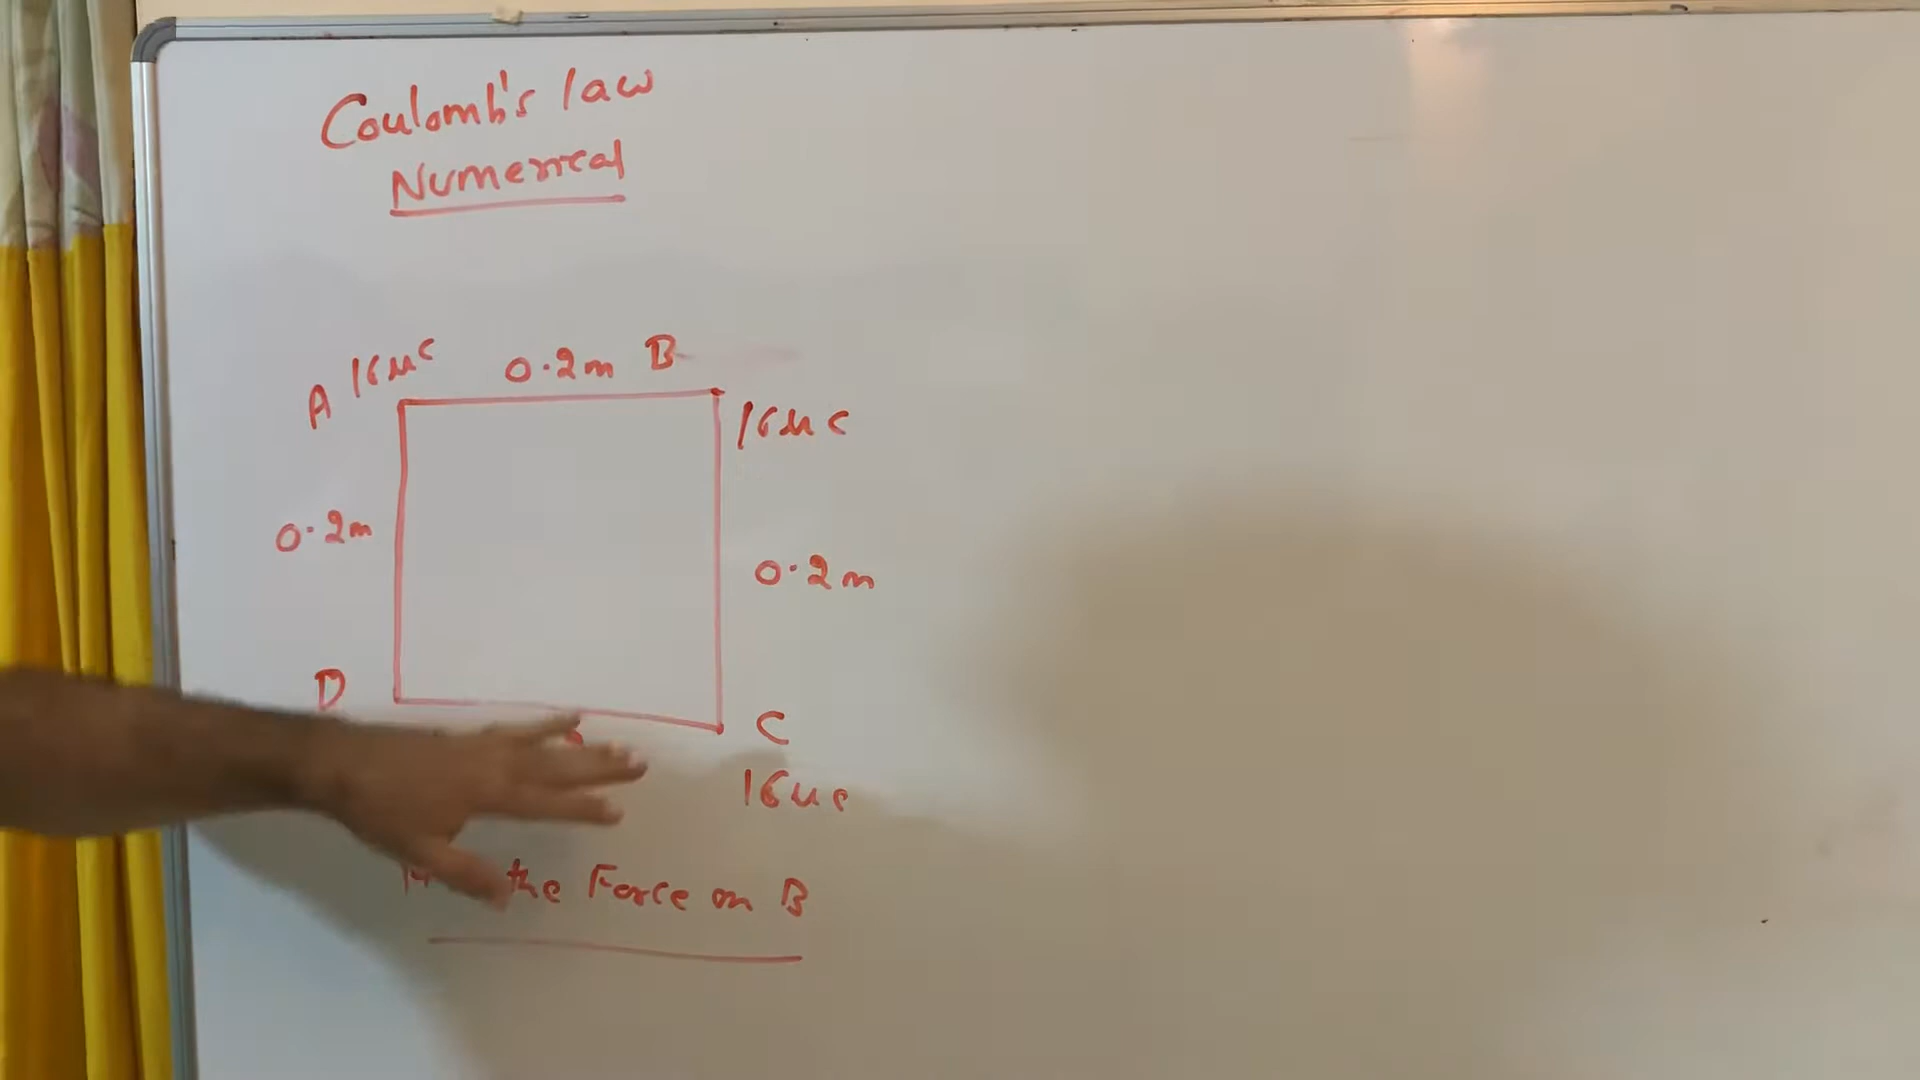 Coulomb's law
Numerical
A 16μC
0.2m B
16μC
0.2m
0.2m
D
C
16μC
the Force on B